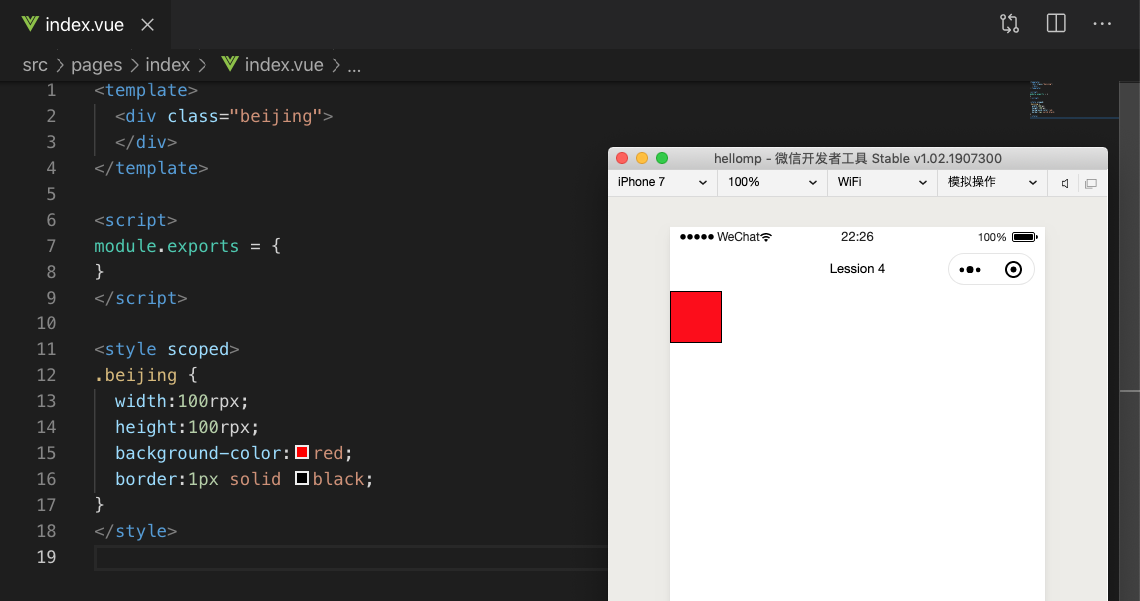 index.vue
src > pages > index > index.vue > ...
1 <template>
2 <div class="beijing">
3 </div>
4 </template>
5
6 <script>
7 module.exports = {
8 }
9 </script>
10
11 <style scoped>
12 .beijing {
13 width:100rpx;
14 height:100rpx;
15 background-color:red;
16 border:1px solid black;
17 }
18 </style>
19
hellomp - 微信开发者工具 Stable v1.02.1907300
iPhone 7 100% WiFi 模拟操作
WeChat 22:26 100%
Lession 4